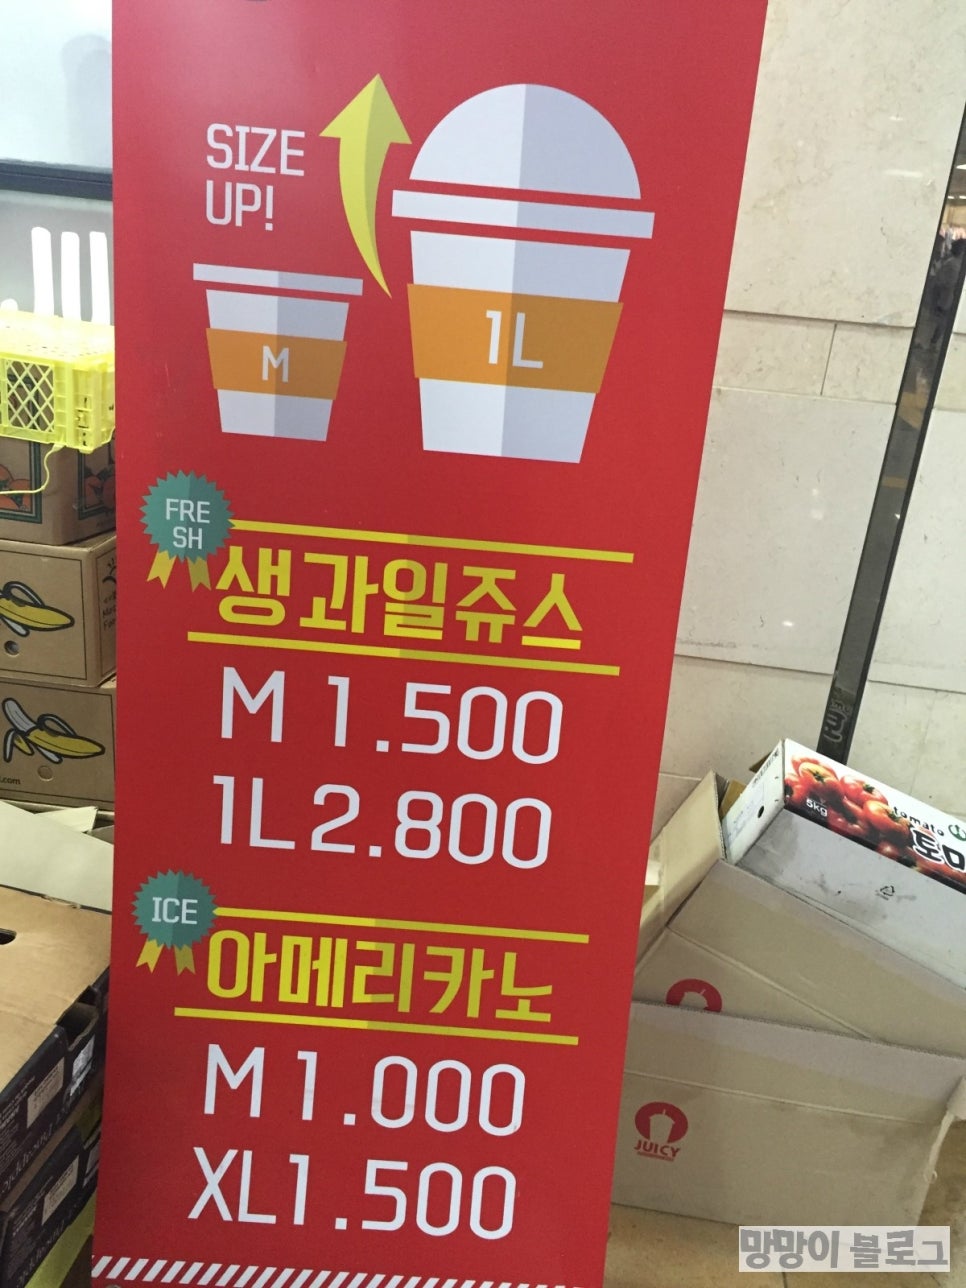 SIZE
UP!
M
1L
FRE
SH
생과일쥬스
M 1.500
1L 2.800
ICE
아메리카노
M 1.000
XL 1.500
5kg
tomato
JUICY
망망이 블로그